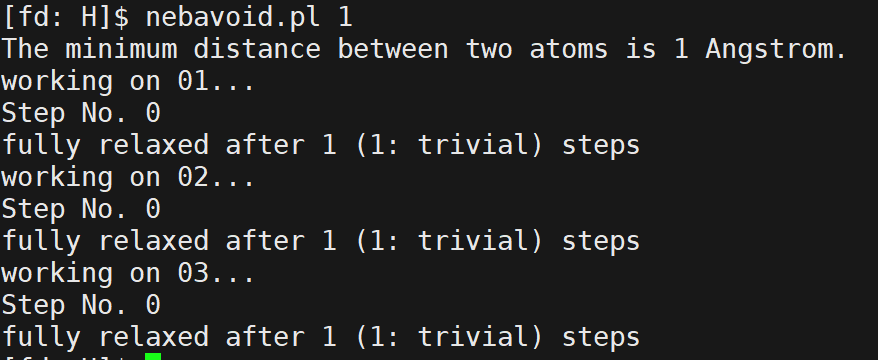 [fd: H]$ nebavoid.pl 1
The minimum distance between two atoms is 1 Angstrom.
working on 01...
Step No. 0
fully relaxed after 1 (1: trivial) steps
working on 02...
Step No. 0
fully relaxed after 1 (1: trivial) steps
working on 03...
Step No. 0
fully relaxed after 1 (1: trivial) steps
[fd: H]$